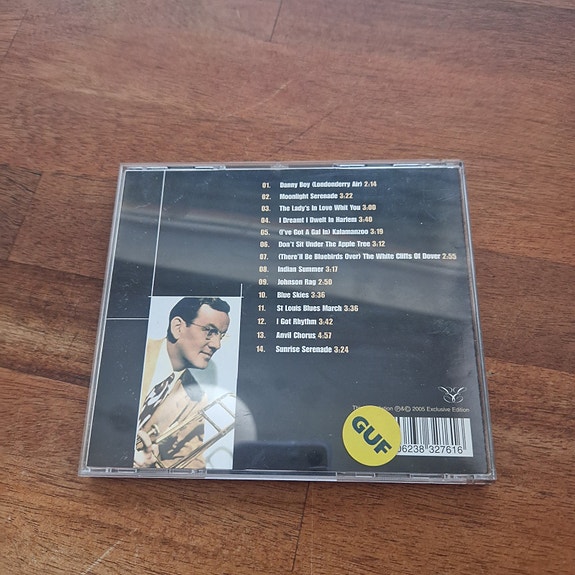 01. Danny Boy (Londonderry Air) 2:14
02. Moonlight Serenade 3:22
03. The Lady's In Love Whit You 3:00
04. I Dreamt I Dwelt In Harlem 3:40
05. (I've Got A Gal In) Kalamanzoo 3:19
06. Don't Sit Under The Apple Tree 3:12
07. (There'll Be Bluebirds Over) The White Cliffs Of Dover 2:55
08. Indian Summer 3:17
09. Johnson Rag 2:50
10. Blue Skies 3:36
11. St Louis Blues March 3:36
12. I Got Rhythm 3:42
13. Anvil Chorus 4:57
14. Sunrise Serenade 3:24
℗&© 2005 Exclusive Edition
GUF
06238 327616